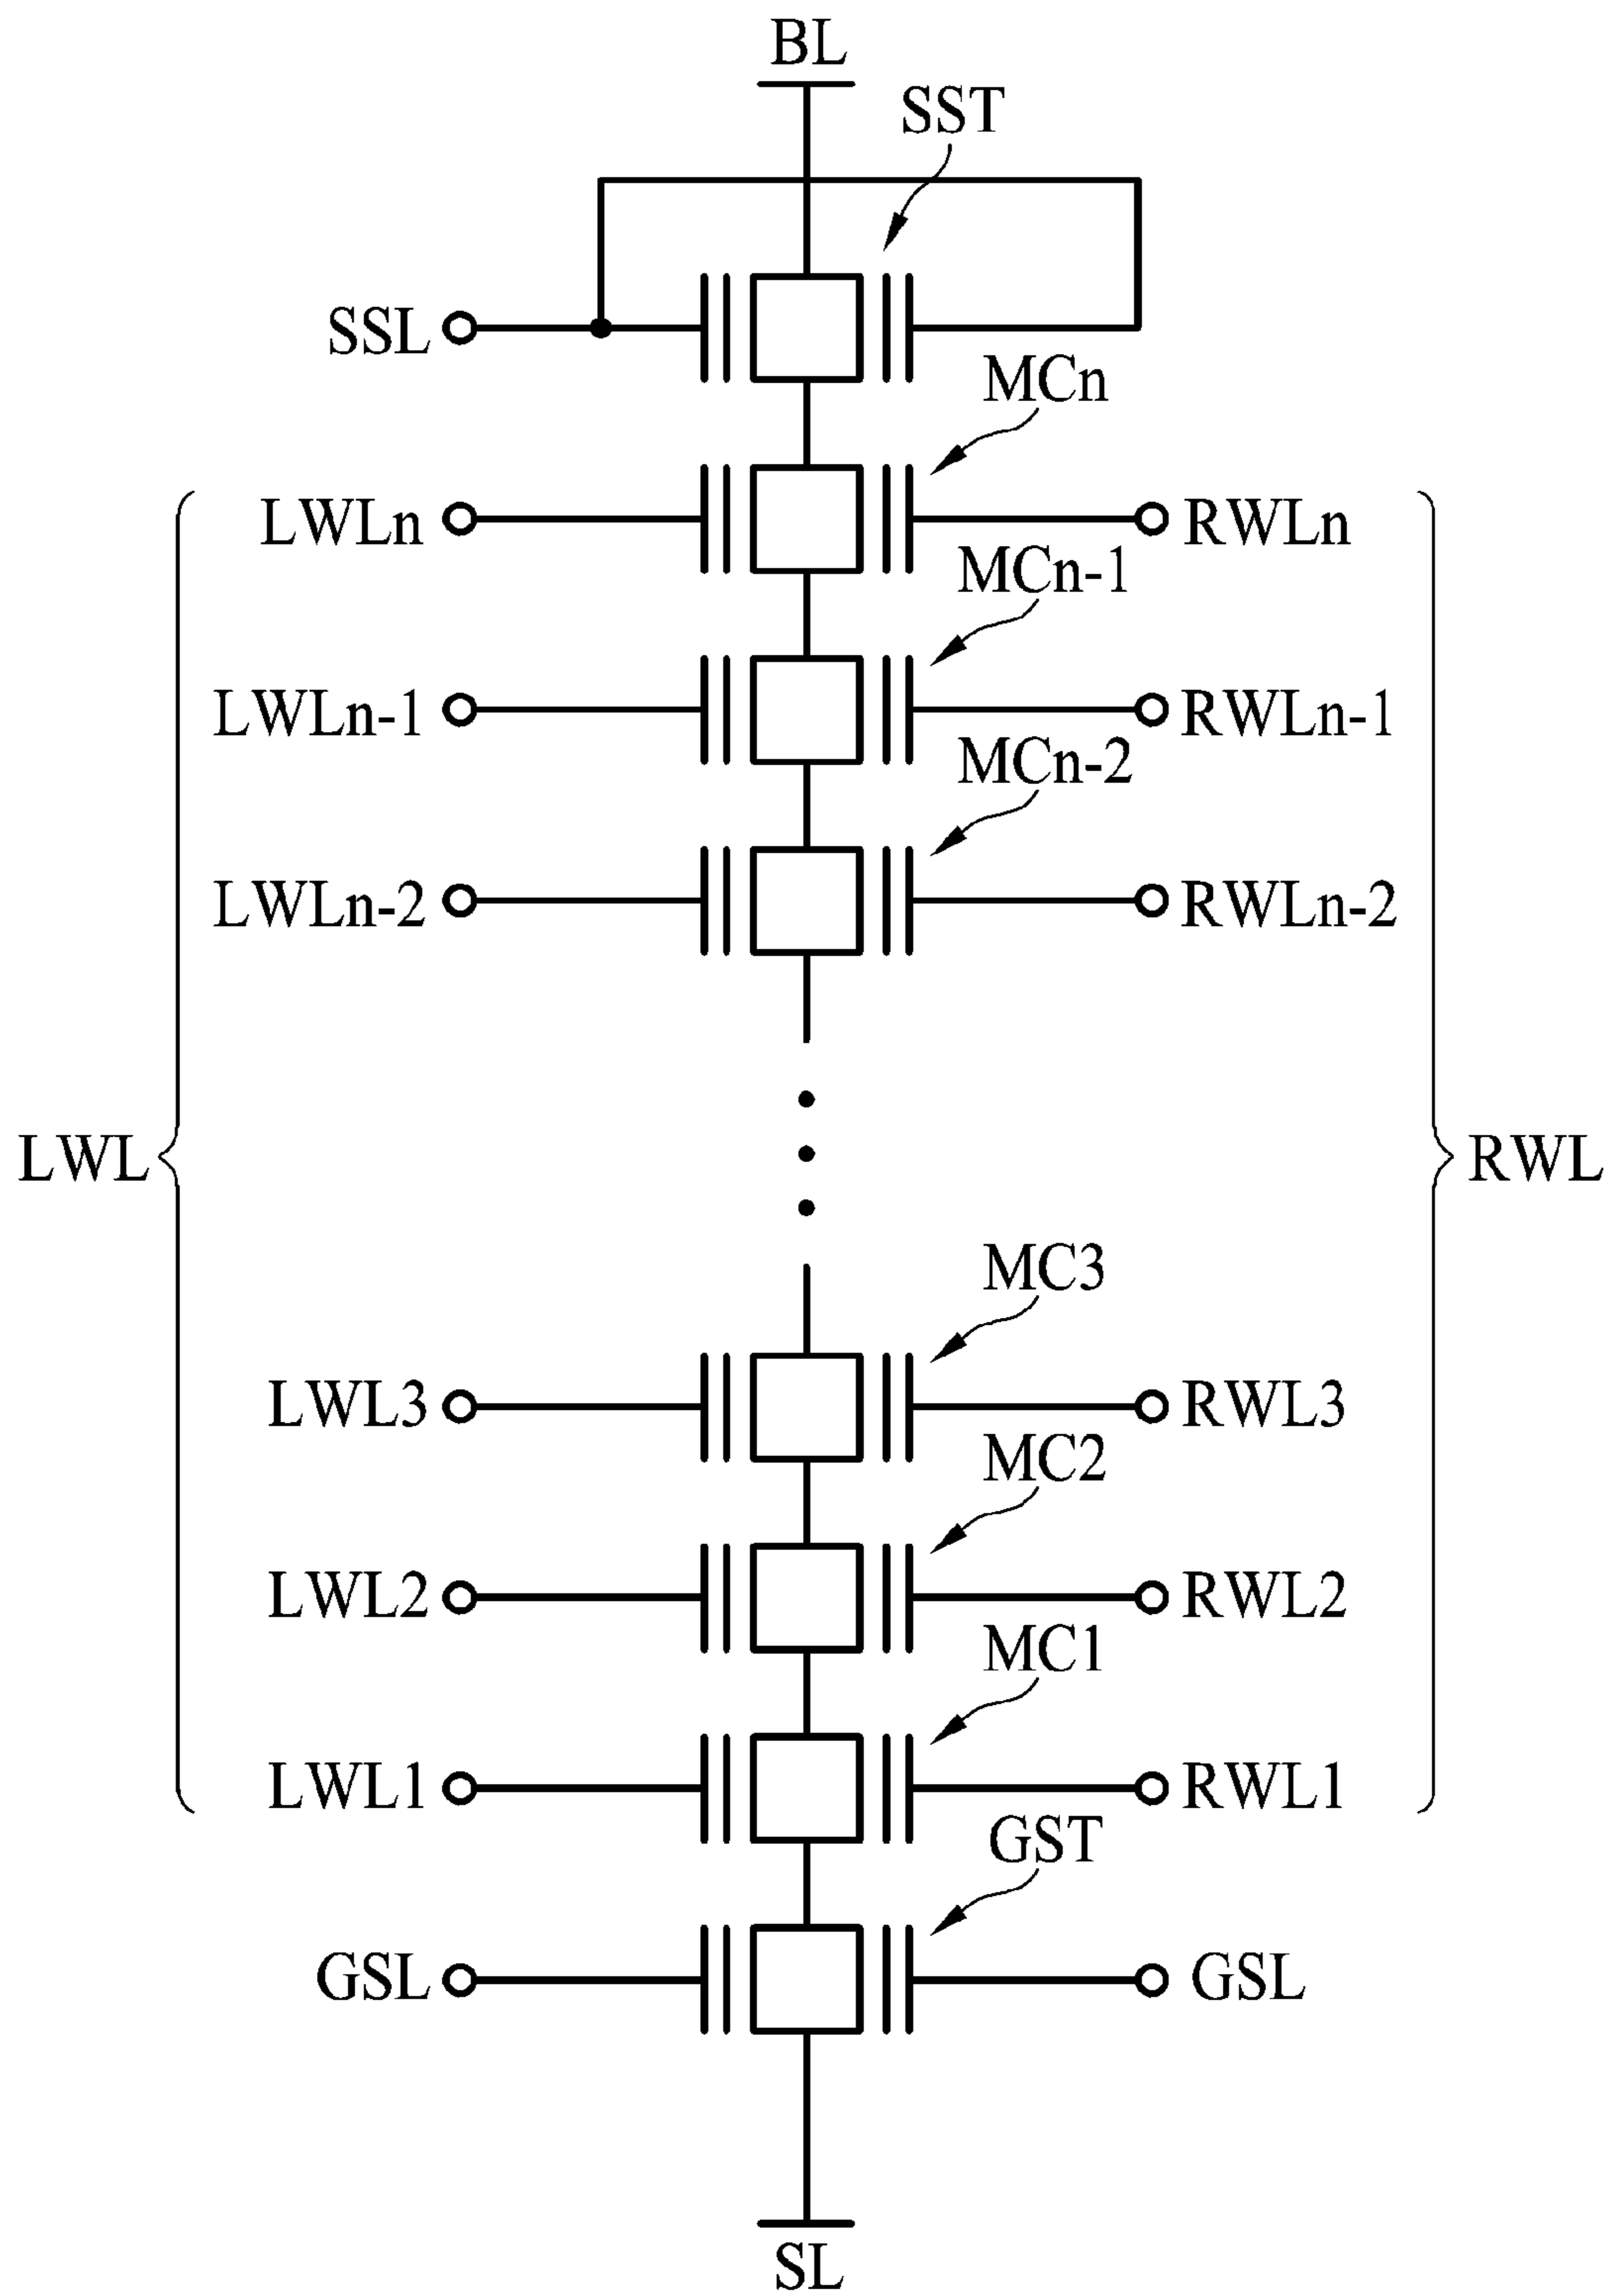 BL
SST
SSL
MCn
LWLn
RWLn
MCn-1
LWLn-1
RWLn-1
MCn-2
LWLn-2
RWLn-2
LWL
RWL
MC3
LWL3
RWL3
MC2
LWL2
RWL2
MC1
LWL1
RWL1
GST
GSL
GSL
SL